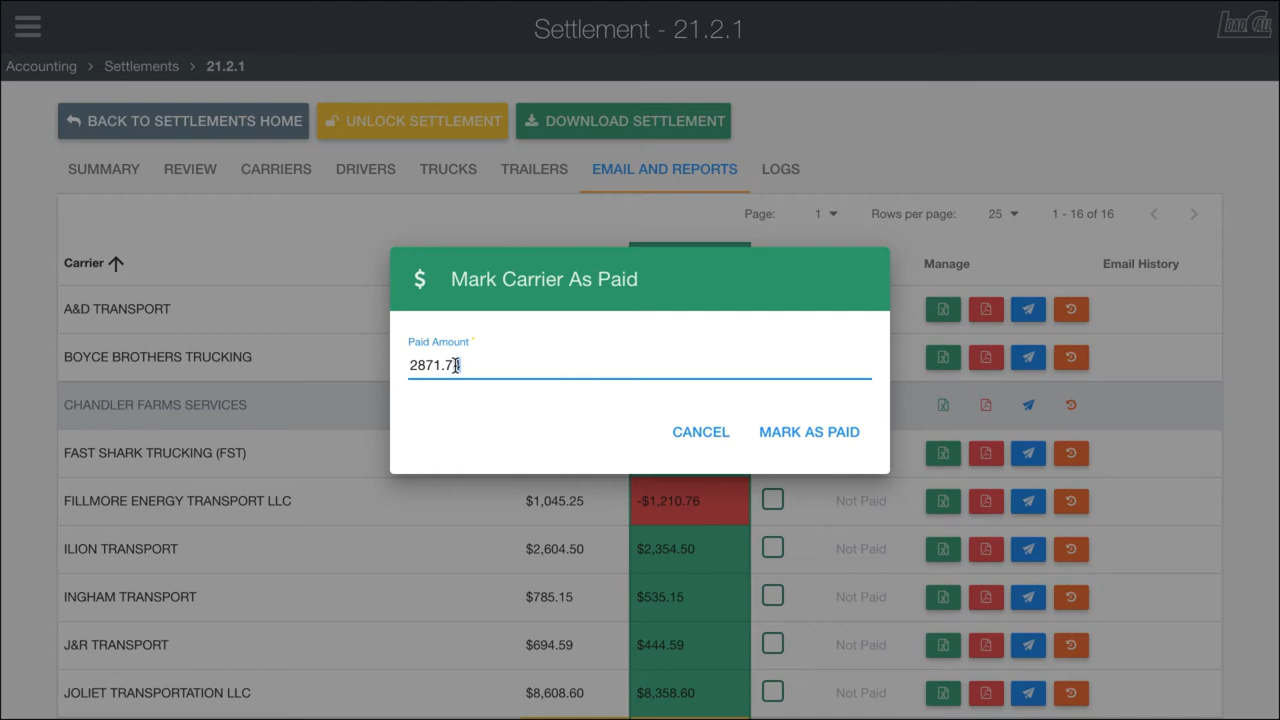 Settlement - 21.2.1
LOAD CALL
Accounting > Settlements > 21.2.1
BACK TO SETTLEMENTS HOME UNLOCK SETTLEMENT DOWNLOAD SETTLEMENT
SUMMARY REVIEW CARRIERS DRIVERS TRUCKS TRAILERS EMAIL AND REPORTS LOGS
Page: 1 Rows per page: 25 1 - 16 of 16
Carrier Manage Email History
$ Mark Carrier As Paid
Paid Amount *
2871.7
CANCEL MARK AS PAID
A&D TRANSPORT
BOYCE BROTHERS TRUCKING
CHANDLER FARMS SERVICES
FAST SHARK TRUCKING (FST)
FILLMORE ENERGY TRANSPORT LLC $1,045.25 -$1,210.76 Not Paid
ILION TRANSPORT $2,604.50 $2,354.50 Not Paid
INGHAM TRANSPORT $785.15 $535.15 Not Paid
J&R TRANSPORT $694.59 $444.59 Not Paid
JOLIET TRANSPORTATION LLC $8,608.60 $8,358.60 Not Paid